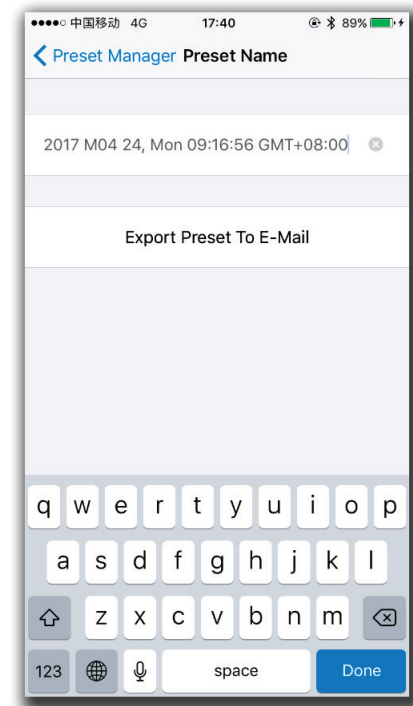 中国移动 4G 17:40 89%
Preset Manager Preset Name
2017 M04 24, Mon 09:16:56 GMT+08:00
Export Preset To E-Mail
q w e r t y u i o p
a s d f g h j k l
z x c v b n m
123 space Done